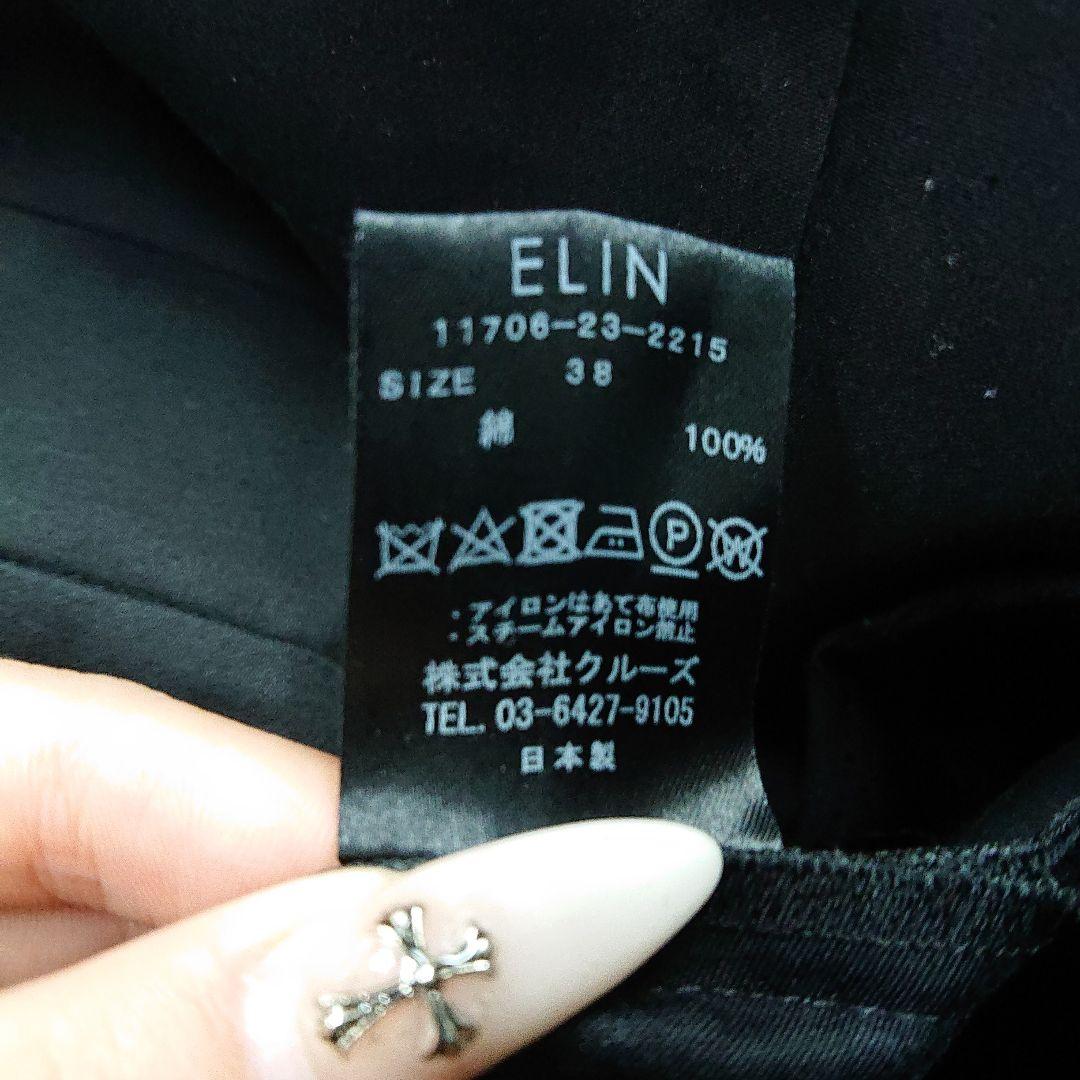 ELIN
11706-23-2215
SIZE 38
綿 100%
P W
・アイロンはあて布使用
・スチームアイロン禁止
株式会社クルーズ
TEL. 03-6427-9105
日本製